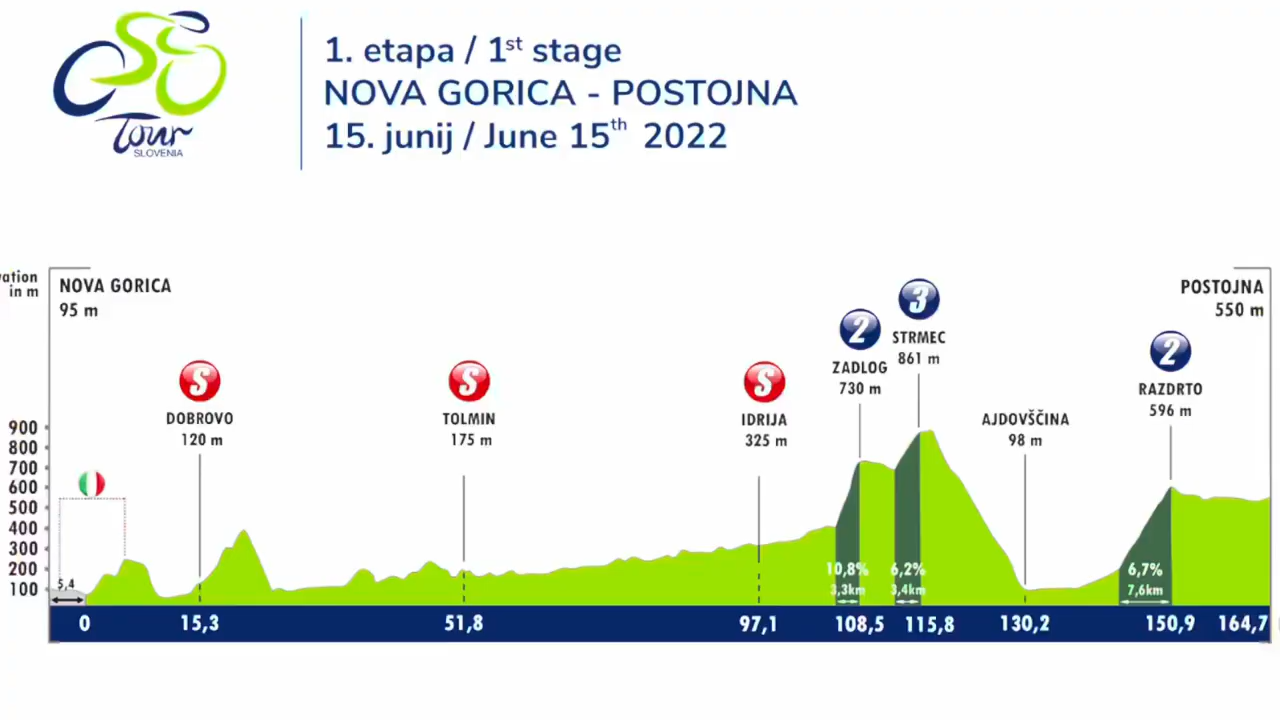 Tour
SLOVENIA
1. etapa / 1st stage
NOVA GORICA - POSTOJNA
15. junij / June 15th 2022
vation
in m
NOVA GORICA
95 m
POSTOJNA
550 m
3
STRMEC
861 m
2
ZADLOG
730 m
2
RAZDRTO
596 m
S
DOBROVO
120 m
S
TOLMIN
175 m
S
IDRIJA
325 m
AJDOVŠČINA
98 m
900
800
700
600
500
400
300
200
100
5,4
10,8%
3,3km
6,2%
3,4km
6,7%
7,6km
0 15,3 51,8 97,1 108,5 115,8 130,2 150,9 164,7